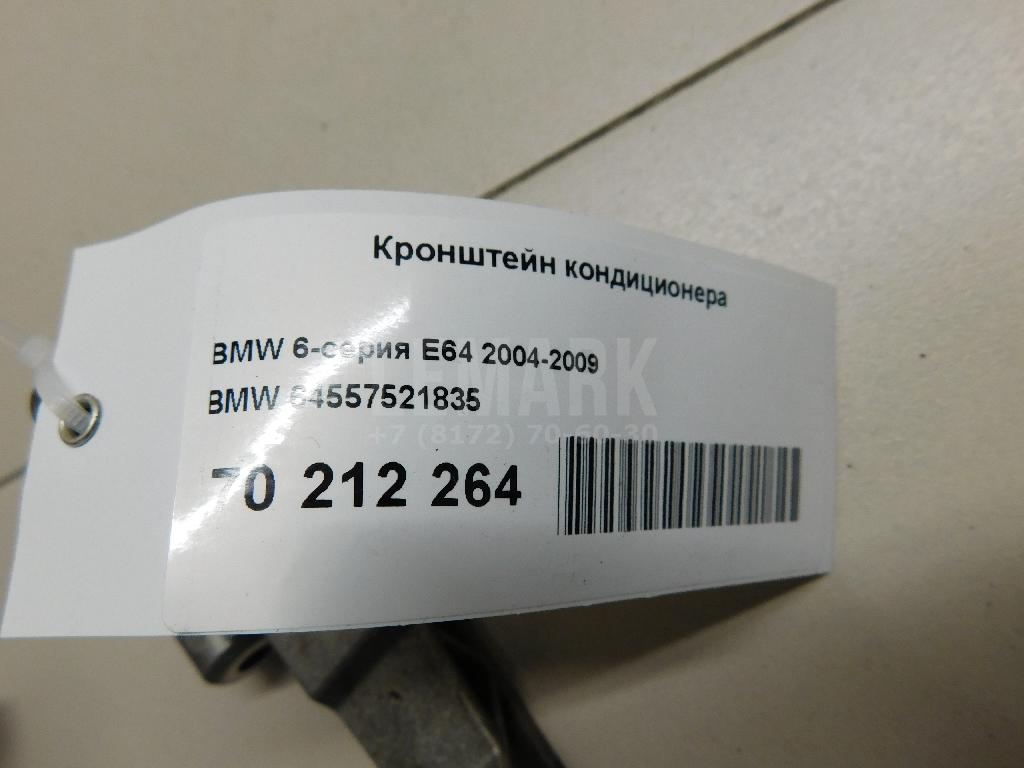 Кронштейн кондиционера
BMW 6-серия E64 2004-2009
BMW 64557521835
+7 (8172) 70-60-30
70 212 264